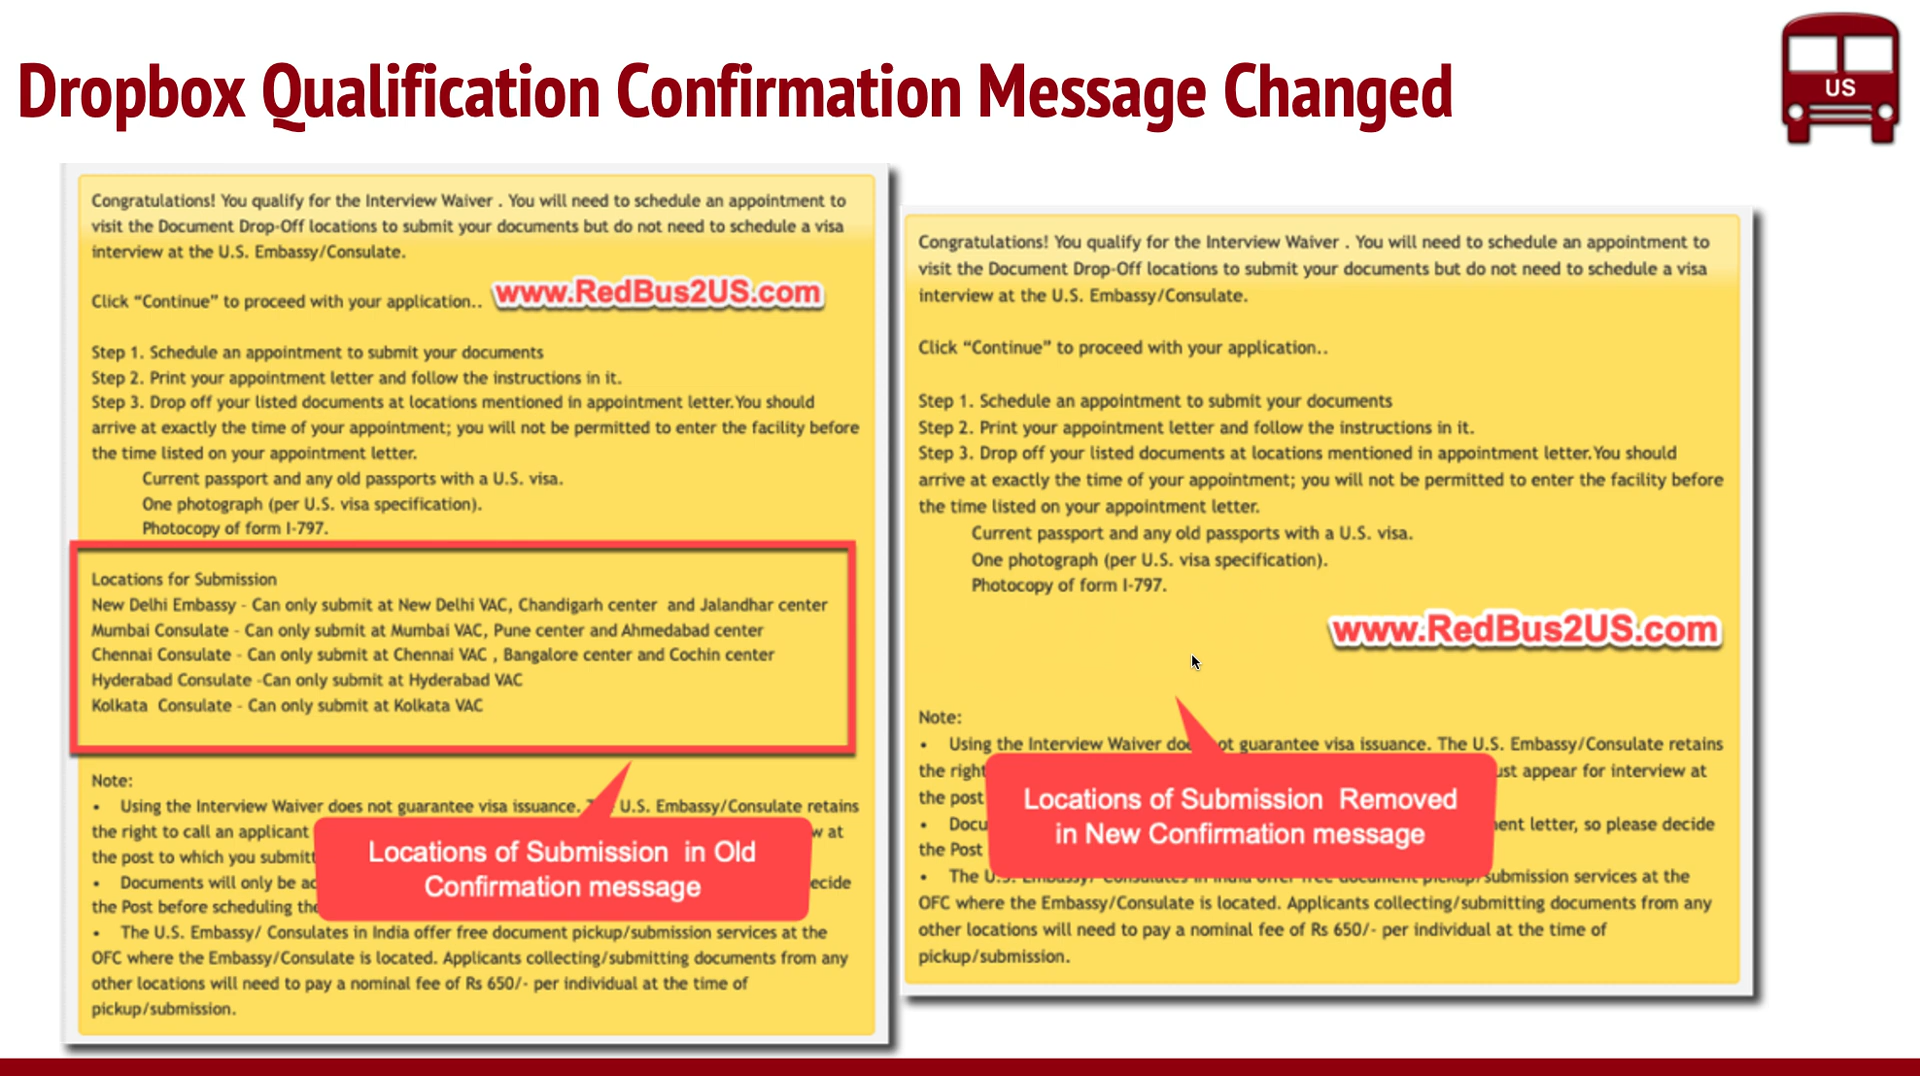 Dropbox Qualification Confirmation Message Changed
US
Congratulations! You qualify for the Interview Waiver . You will need to schedule an appointment to
visit the Document Drop-Off locations to submit your documents but do not need to schedule a visa
interview at the U.S. Embassy/Consulate.
Click “Continue” to proceed with your application..
www.RedBus2US.com
Step 1. Schedule an appointment to submit your documents
Step 2. Print your appointment letter and follow the instructions in it.
Step 3. Drop off your listed documents at locations mentioned in appointment letter.You should
arrive at exactly the time of your appointment; you will not be permitted to enter the facility before
the time listed on your appointment letter.
Current passport and any old passports with a U.S. visa.
One photograph (per U.S. visa specification).
Photocopy of form I-797.
Locations for Submission
New Delhi Embassy - Can only submit at New Delhi VAC, Chandigarh center and Jalandhar center
Mumbai Consulate - Can only submit at Mumbai VAC, Pune center and Ahmedabad center
Chennai Consulate - Can only submit at Chennai VAC , Bangalore center and Cochin center
Hyderabad Consulate -Can only submit at Hyderabad VAC
Kolkata Consulate - Can only submit at Kolkata VAC
Note:
• Using the Interview Waiver does not guarantee visa issuance. U.S. Embassy/Consulate retains
the right to call an applicant at
the post to which you
• Documents will only be
the Post before scheduling
Locations of Submission in Old
Confirmation message
• The U.S. Embassy/ Consulates in India offer free document pickup/submission services at the
OFC where the Embassy/Consulate is located. Applicants collecting/submitting documents from any
other locations will need to pay a nominal fee of Rs 650/- per individual at the time of
pickup/submission.
Congratulations! You qualify for the Interview Waiver . You will need to schedule an appointment to
visit the Document Drop-Off locations to submit your documents but do not need to schedule a visa
interview at the U.S. Embassy/Consulate.
Click “Continue” to proceed with your application..
Step 1. Schedule an appointment to submit your documents
Step 2. Print your appointment letter and follow the instructions in it.
Step 3. Drop off your listed documents at locations mentioned in appointment letter.You should
arrive at exactly the time of your appointment; you will not be permitted to enter the facility before
the time listed on your appointment letter.
Current passport and any old passports with a U.S. visa.
One photograph (per U.S. visa specification).
Photocopy of form I-797.
www.RedBus2US.com
Note:
• Using the Interview Waiver guarantee visa issuance. The U.S. Embassy/Consulate retains
the right appear for interview at
the post
letter, so please decide
the Post
Locations of Submission Removed
in New Confirmation message
• The submission services at the
OFC where the Embassy/Consulate is located. Applicants collecting/submitting documents from any
other locations will need to pay a nominal fee of Rs 650/- per individual at the time of
pickup/submission.